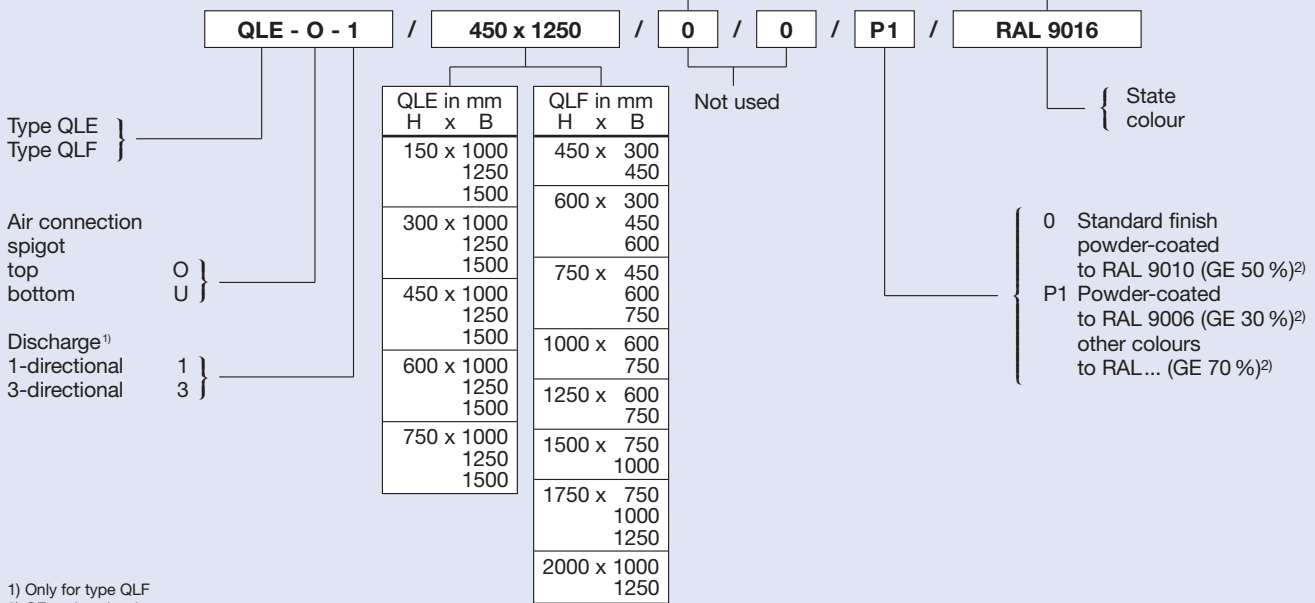 QLE - O - 1 / 450 x 1250 / 0 / 0 / P1 / RAL 9016
Type QLE
Type QLF
Air connection
spigot
top O
bottom U
Discharge 1)
1-directional 1
3-directional 3
QLE in mm
H x B
150 x 1000
1250
1500
300 x 1000
1250
1500
450 x 1000
1250
1500
600 x 1000
1250
1500
750 x 1000
1250
1500
QLF in mm
H x B
450 x 300
450
600 x 300
450
600
750 x 450
600
750
1000 x 600
750
1250 x 600
750
1500 x 750
1000
1750 x 750
1000
1250
2000 x 1000
1250
Not used
State
colour
0 Standard finish
powder-coated
to RAL 9010 (GE 50 %)2)
P1 Powder-coated
to RAL 9006 (GE 30 %)2)
other colours
to RAL ... (GE 70 %)2)
1) Only for type QLF